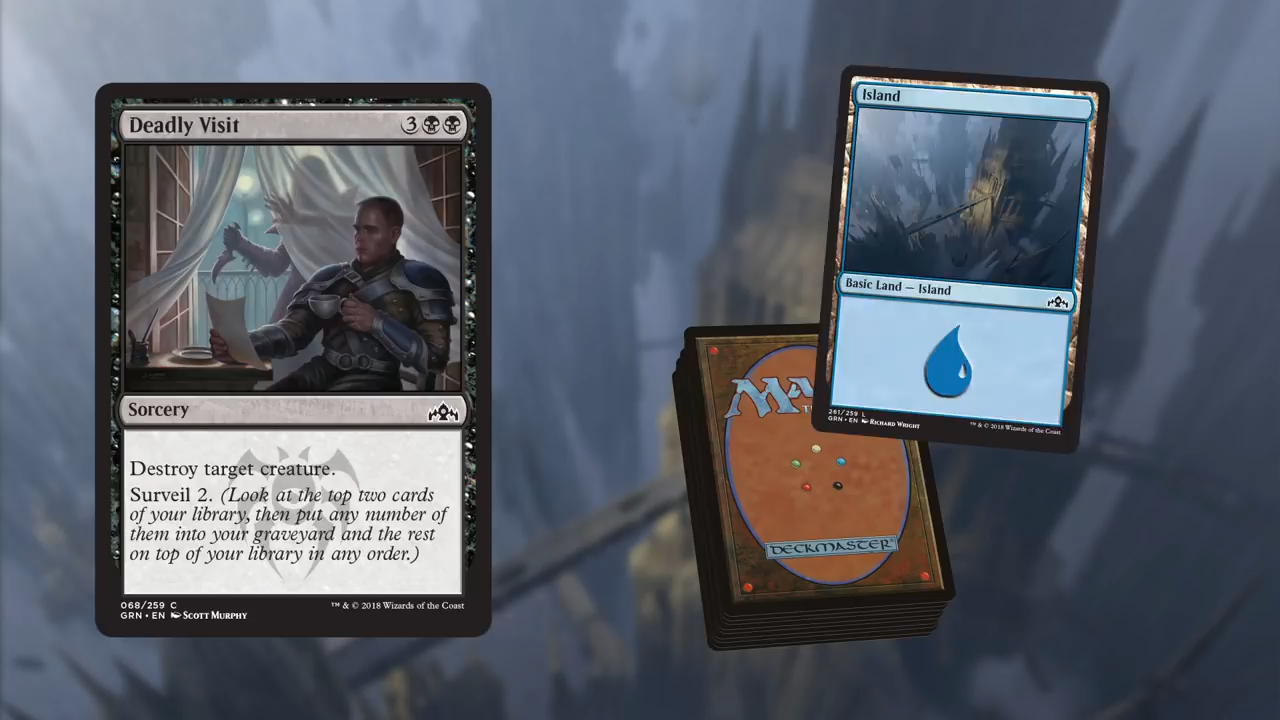 Deadly Visit 3
Sorcery
Destroy target creature.
Surveil 2. (Look at the top two cards
of your library, then put any number of
them into your graveyard and the rest
on top of your library in any order.)
068/259 C
GRN • EN SCOTT MURPHY
™ & © 2018 Wizards of the Coast
Island
Basic Land — Island
261/259 L
GRN • EN RICHARD WRIGHT
™ & © 2018 Wizards of the Coast
MA
T
DECKMASTER